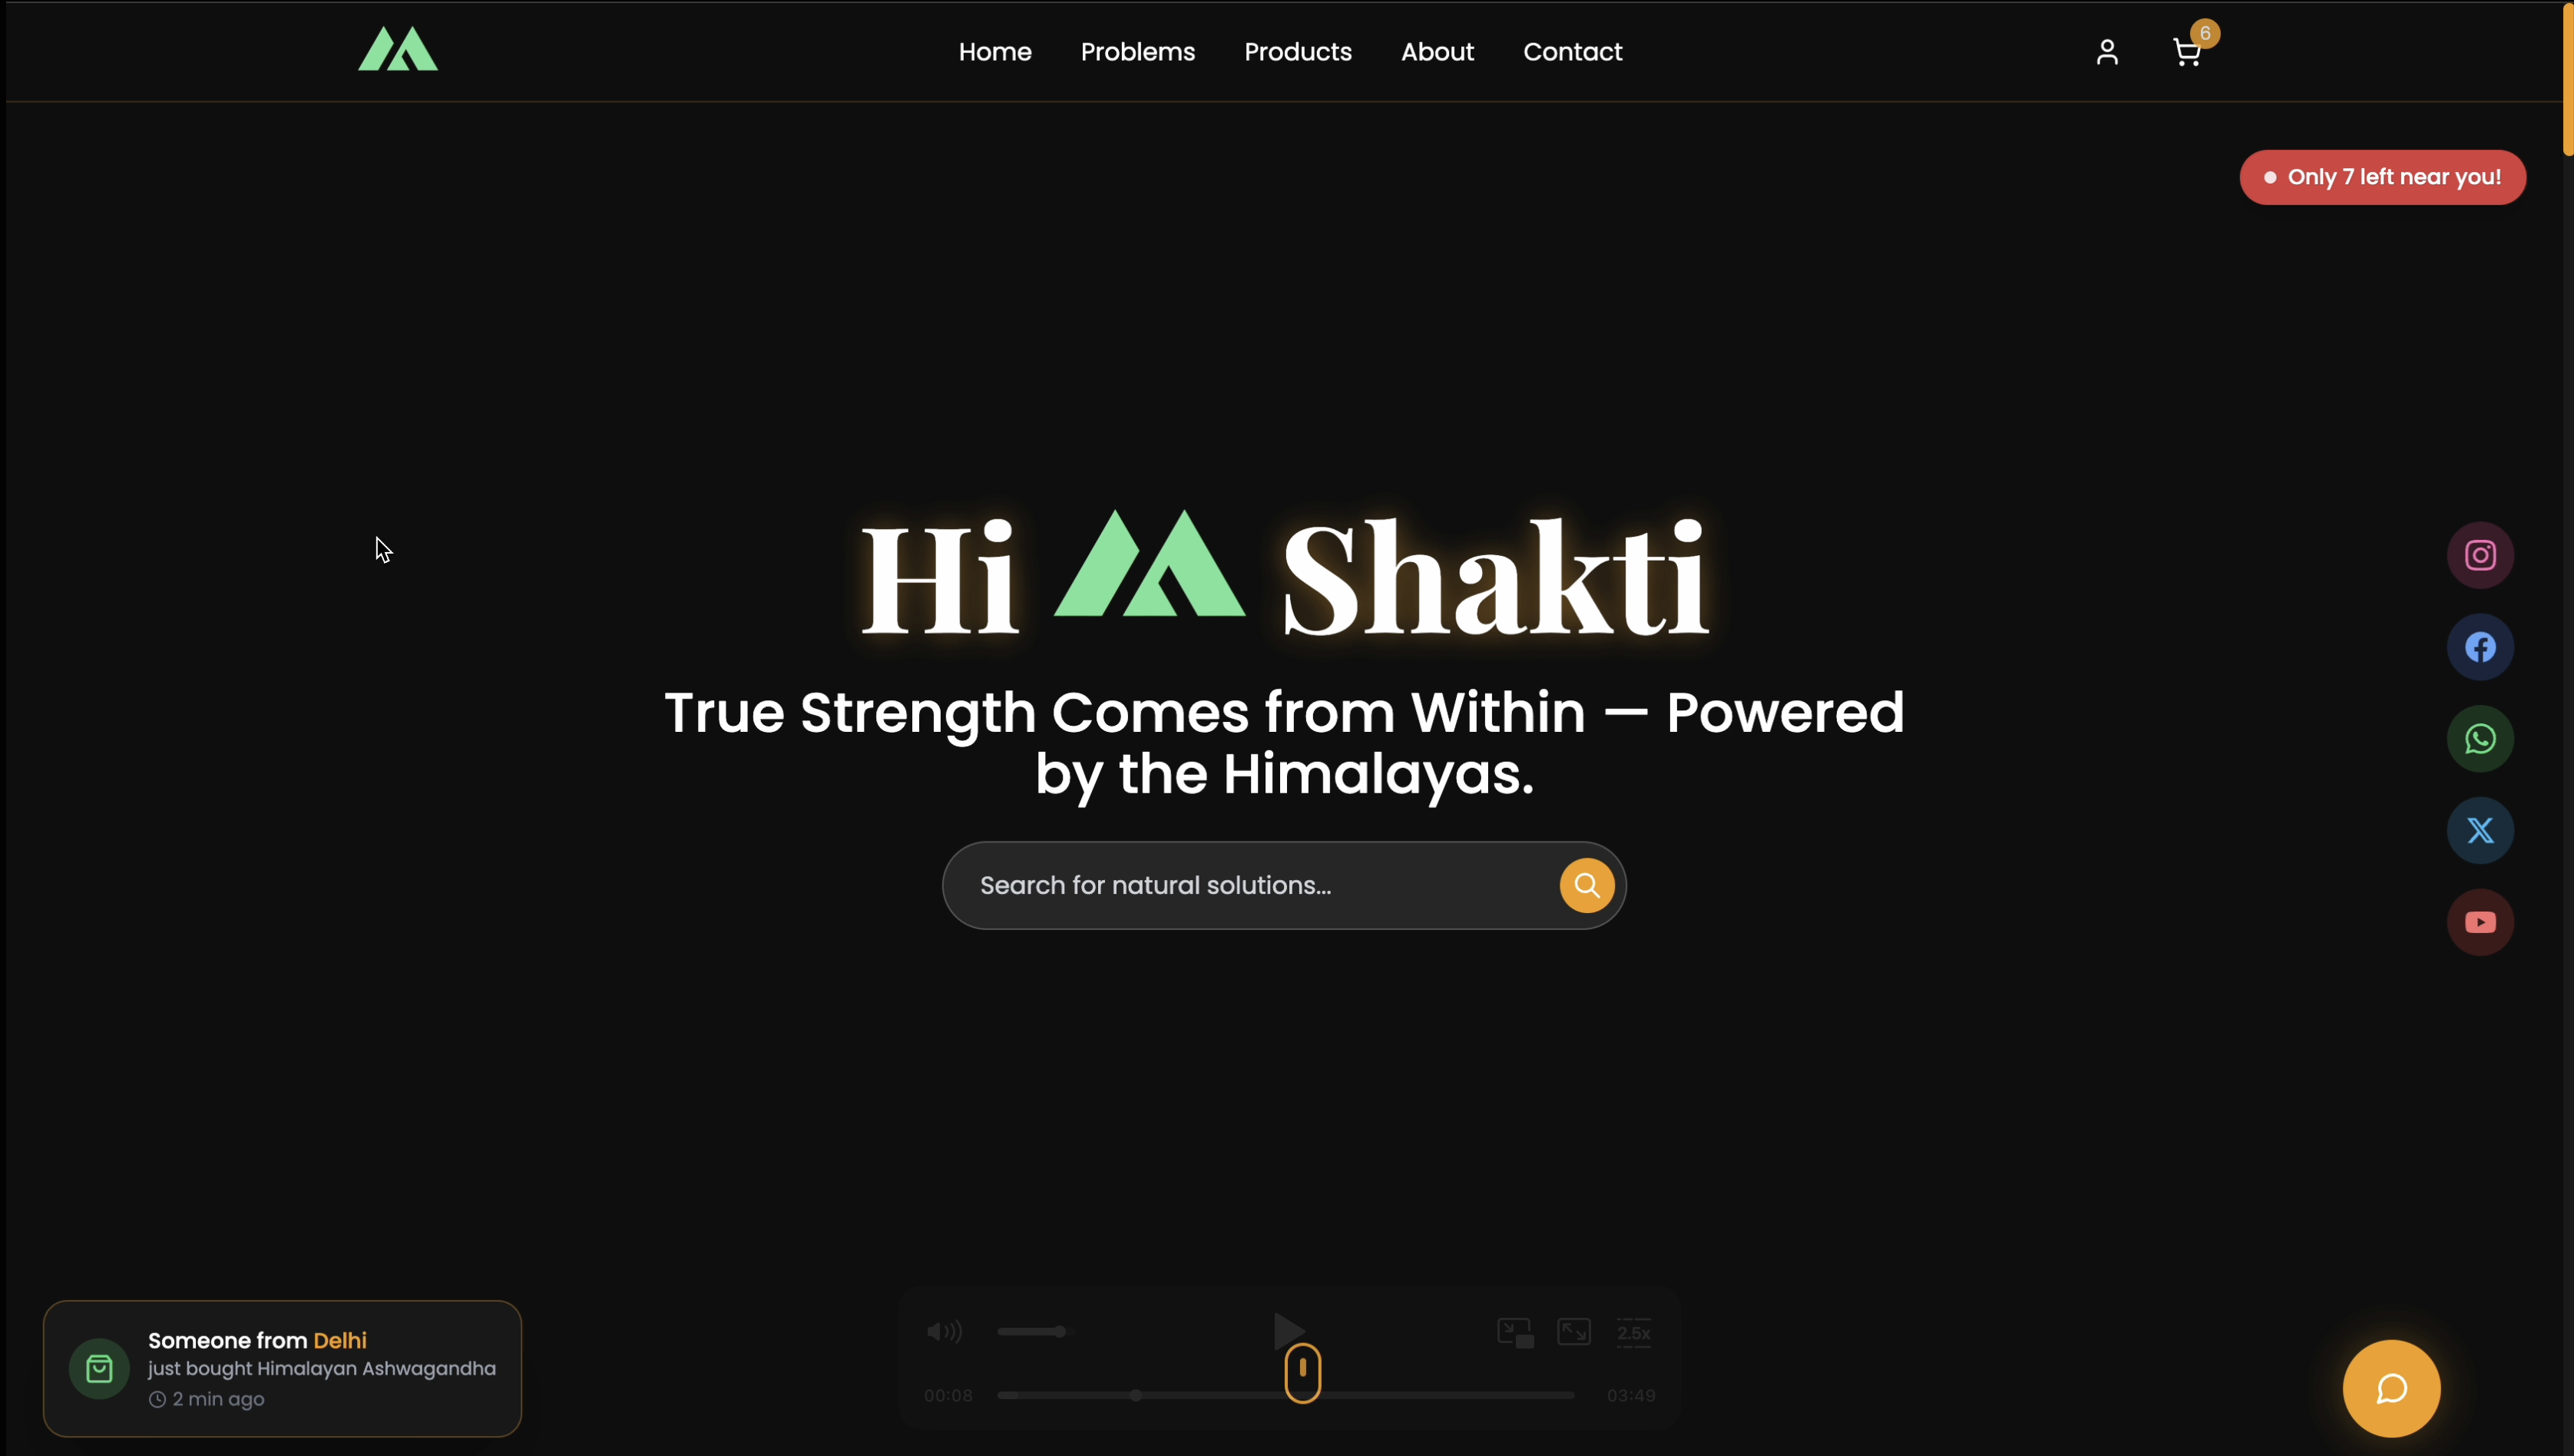 Home Problems Products About Contact
6
Only 7 left near you!
Hi Shakti
True Strength Comes from Within — Powered
by the Himalayas.
Search for natural solutions...
Someone from Delhi
just bought Himalayan Ashwagandha
2 min ago
2.5x
00:08 03:49